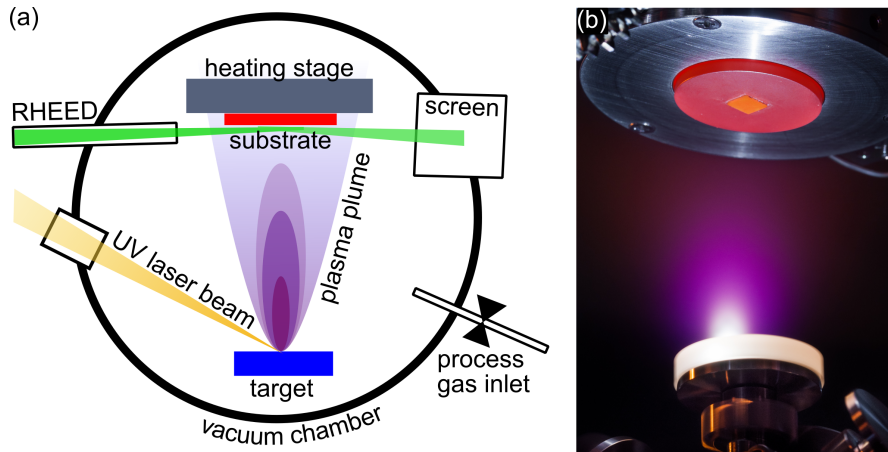 (a)
heating stage
RHEED
substrate
screen
UV laser beam
plasma plume
target
process
gas inlet
vacuum chamber
(b)